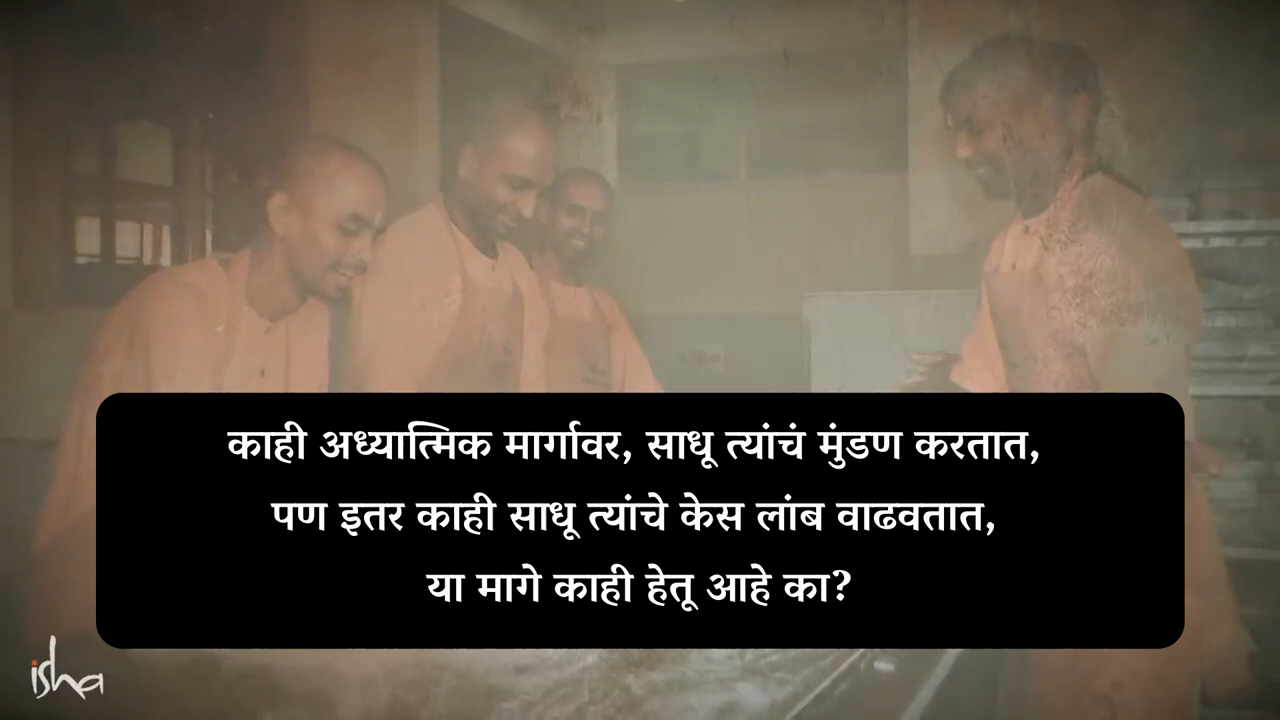 काही अध्यात्मिक मार्गावर, साधू त्यांचं मुंडण करतात,
पण इतर काही साधू त्यांचे केस लांब वाढवतात,
या मागे काही हेतू आहे का?
isha